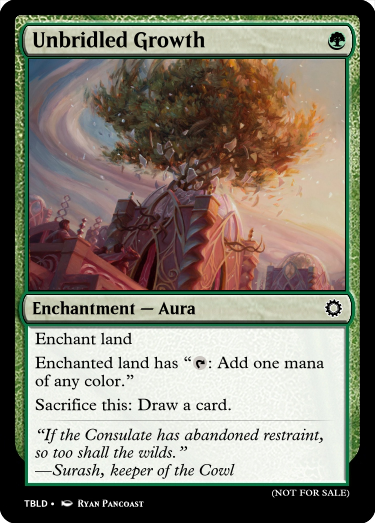 Unbridled Growth
Enchantment — Aura
Enchant land
Enchanted land has “: Add one mana
of any color.”
Sacrifice this: Draw a card.
“If the Consulate has abandoned restraint,
so too shall the wilds.”
—Surash, keeper of the Cowl
(NOT FOR SALE)
TBLD • Ryan Pancoast